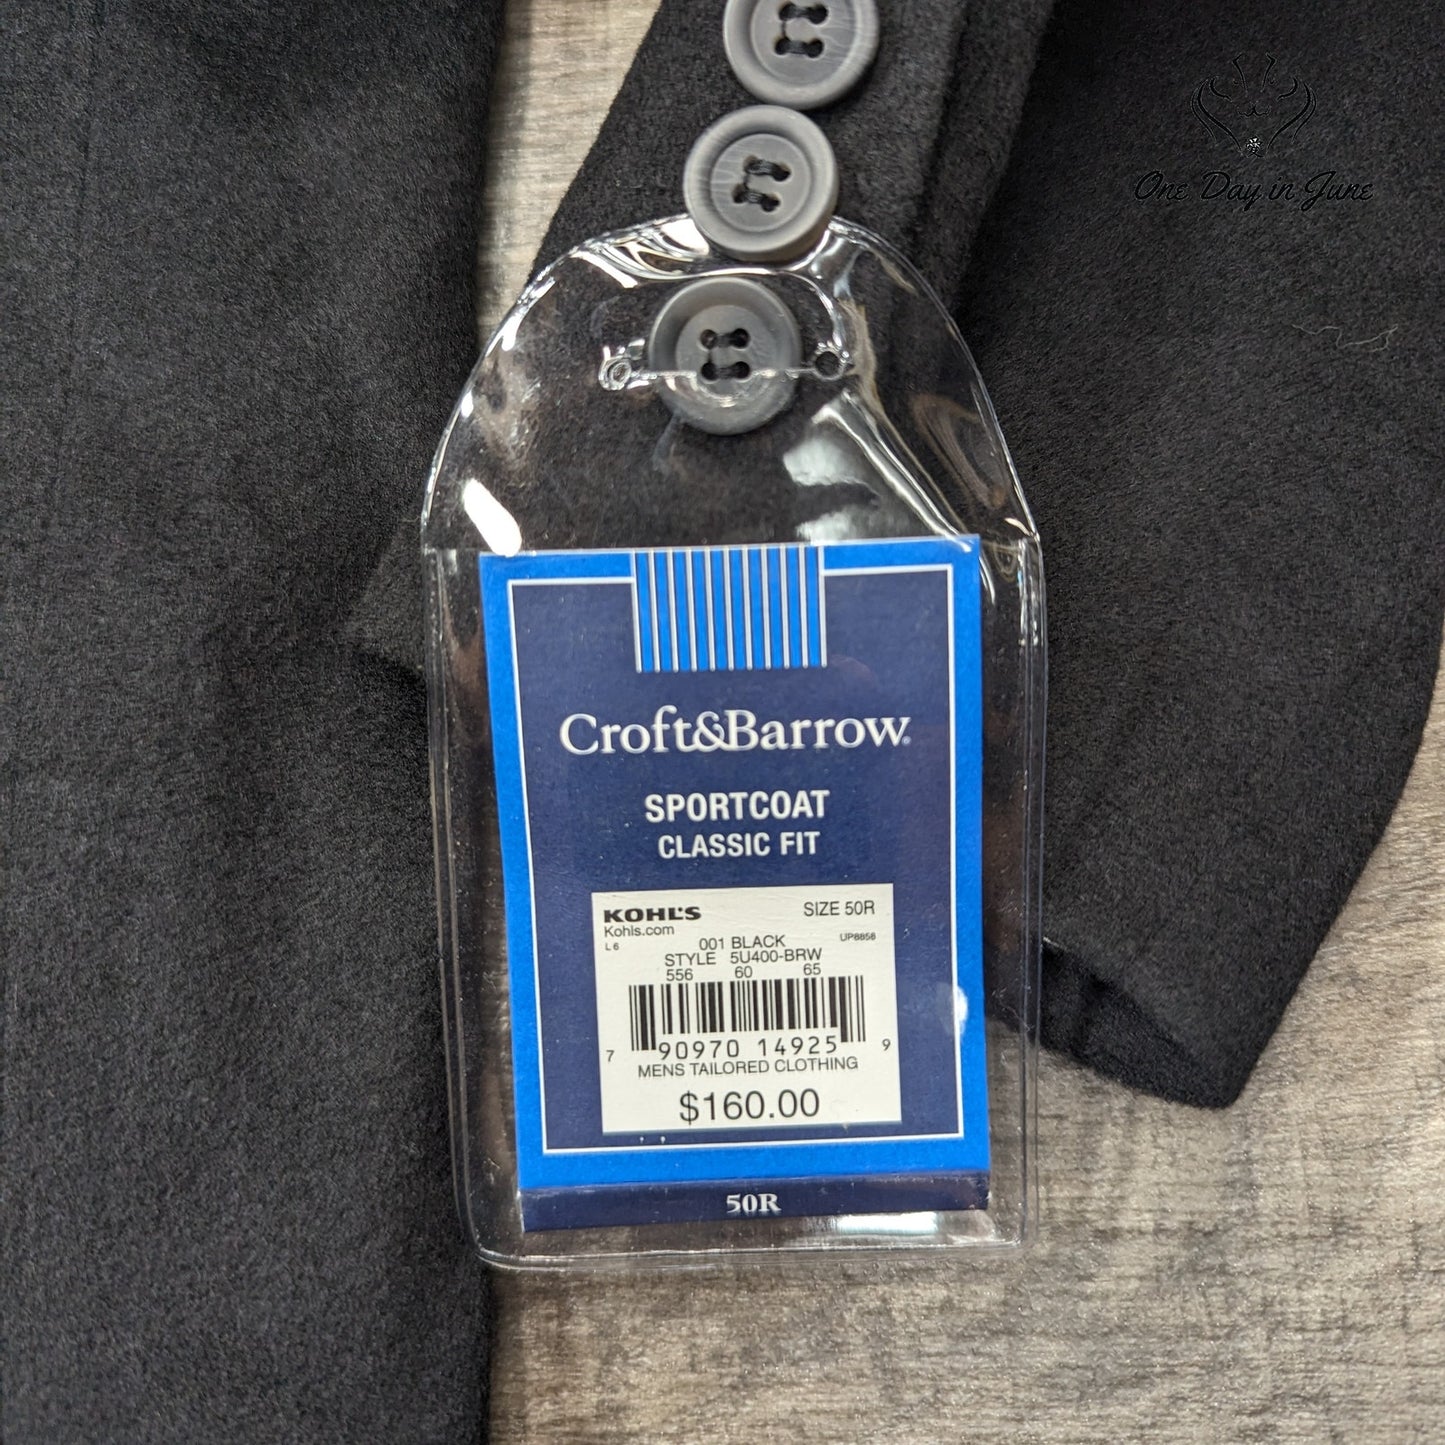 One Day in June
Croft&Barrow®
SPORTCOAT
CLASSIC FIT
KOHL'S SIZE 50R
Kohls.com
L 6 001 BLACK UP8858
STYLE 5U400-BRW
556 60 65
7 90970 14925 9
MENS TAILORED CLOTHING
$160.00
50R